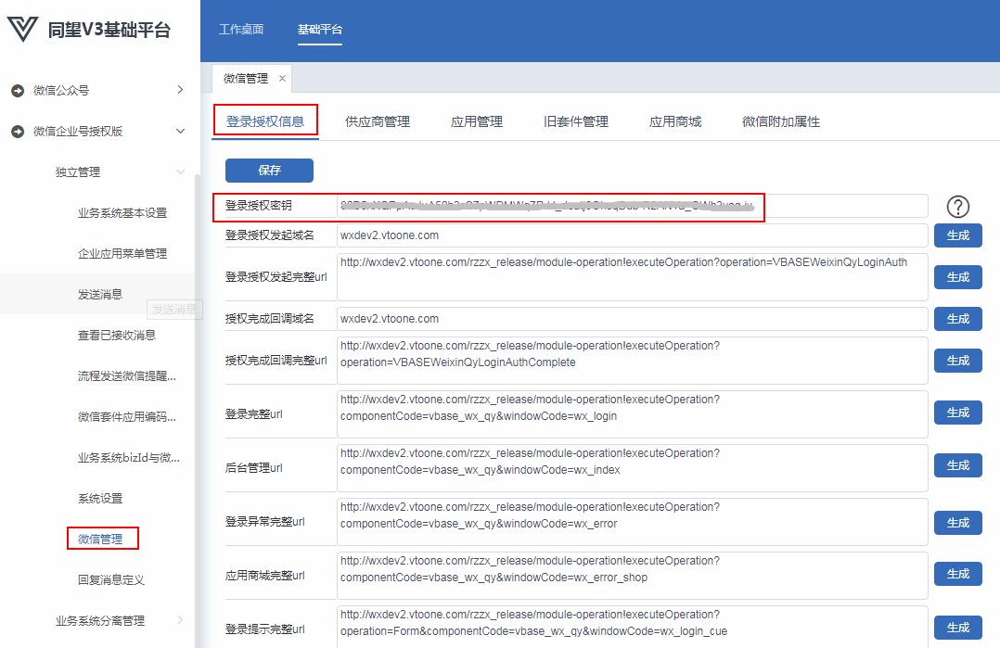 同望V3基础平台
工作桌面
基础平台
微信公众号
微信企业号授权版
独立管理
业务系统基本设置
企业应用菜单管理
发送消息
发送消息
查看已接收消息
流程发送微信提醒...
微信套件应用编码...
业务系统bizId与微...
系统设置
微信管理
回复消息定义
业务系统分离管理
微信管理 ×
登录授权信息
供应商管理
应用管理
旧套件管理
应用商城
微信附加属性
保存
登录授权密钥
?
登录授权发起域名
wxdev2.vtoone.com
生成
登录授权发起完整url
http://wxdev2.vtoone.com/rzzx_release/module-operation!executeOperation?operation=VBASEWeixinQyLoginAuth
生成
授权完成回调域名
wxdev2.vtoone.com
生成
授权完成回调完整url
http://wxdev2.vtoone.com/rzzx_release/module-operation!executeOperation?
operation=VBASEWeixinQyLoginAuthComplete
生成
登录完整url
http://wxdev2.vtoone.com/rzzx_release/module-operation!executeOperation?
componentCode=vbase_wx_qy&windowCode=wx_login
生成
后台管理url
http://wxdev2.vtoone.com/rzzx_release/module-operation!executeOperation?
componentCode=vbase_wx_qy&windowCode=wx_index
生成
登录异常完整url
http://wxdev2.vtoone.com/rzzx_release/module-operation!executeOperation?
componentCode=vbase_wx_qy&windowCode=wx_error
生成
应用商城完整url
http://wxdev2.vtoone.com/rzzx_release/module-operation!executeOperation?
componentCode=vbase_wx_qy&windowCode=wx_error_shop
生成
登录提示完整url
http://wxdev2.vtoone.com/rzzx_release/module-operation!executeOperation?
operation=Form&componentCode=vbase_wx_qy&windowCode=wx_login_cue
生成